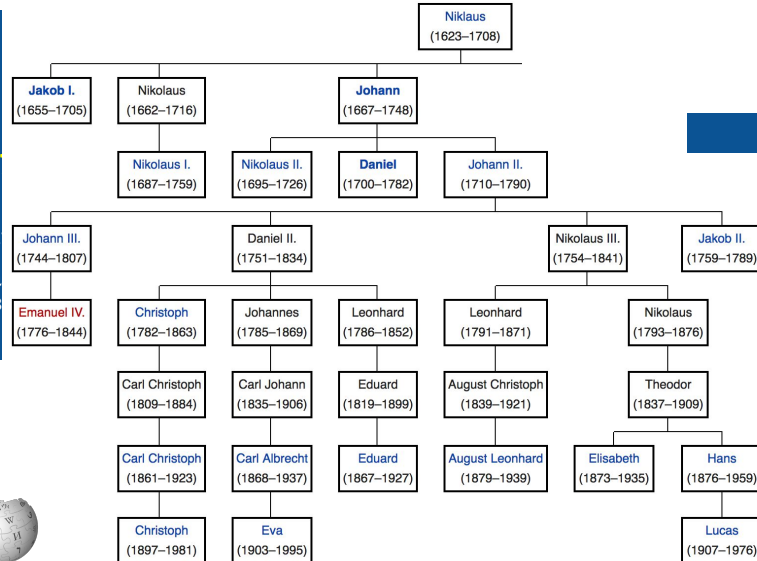 Niklaus
(1623–1708)
Jakob I.
(1655–1705)
Nikolaus
(1662–1716)
Johann
(1667–1748)
Nikolaus I.
(1687–1759)
Nikolaus II.
(1695–1726)
Daniel
(1700–1782)
Johann II.
(1710–1790)
Johann III.
(1744–1807)
Daniel II.
(1751–1834)
Nikolaus III.
(1754–1841)
Jakob II.
(1759–1789)
Emanuel IV.
(1776–1844)
Christoph
(1782–1863)
Johannes
(1785–1869)
Leonhard
(1786–1852)
Leonhard
(1791–1871)
Nikolaus
(1793–1876)
Carl Christoph
(1809–1884)
Carl Johann
(1835–1906)
Eduard
(1819–1899)
August Christoph
(1839–1921)
Theodor
(1837–1909)
Carl Christoph
(1861–1923)
Carl Albrecht
(1868–1937)
Eduard
(1867–1927)
August Leonhard
(1879–1939)
Elisabeth
(1873–1935)
Hans
(1876–1959)
Christoph
(1897–1981)
Eva
(1903–1995)
Lucas
(1907–1976)